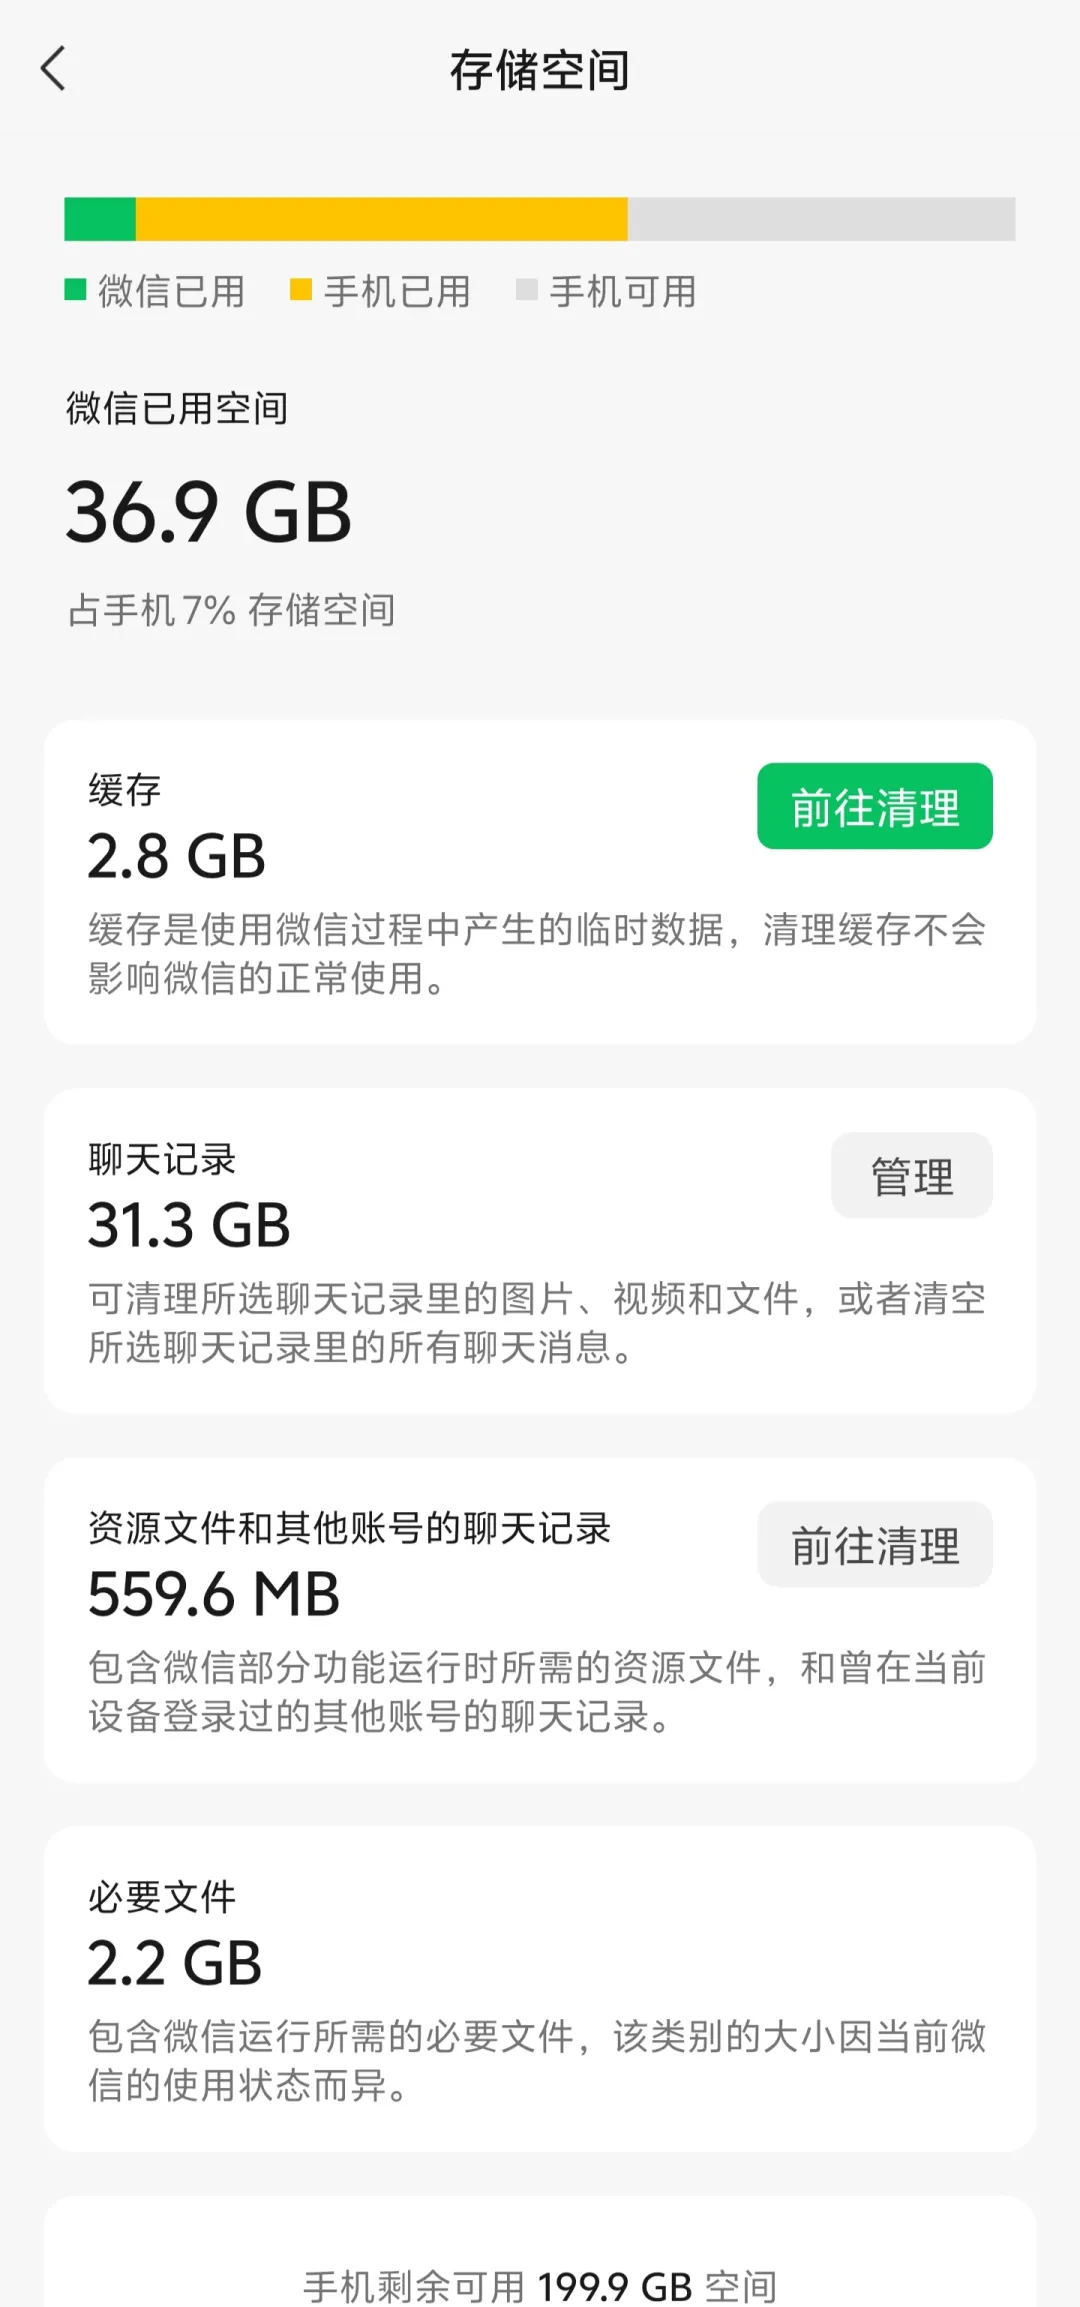 存储空间
微信已用 手机已用 手机可用
微信已用空间
36.9 GB
占手机 7% 存储空间
缓存
前往清理
2.8 GB
缓存是使用微信过程中产生的临时数据，清理缓存不会
影响微信的正常使用。
聊天记录
管理
31.3 GB
可清理所选聊天记录里的图片、视频和文件，或者清空
所选聊天记录里的所有聊天消息。
资源文件和其他账号的聊天记录
前往清理
559.6 MB
包含微信部分功能运行时所需的资源文件，和曾在当前
设备登录过的其他账号的聊天记录。
必要文件
2.2 GB
包含微信运行所需的必要文件，该类别的大小因当前微
信的使用状态而异。
手机剩余可用 199.9 GB 空间